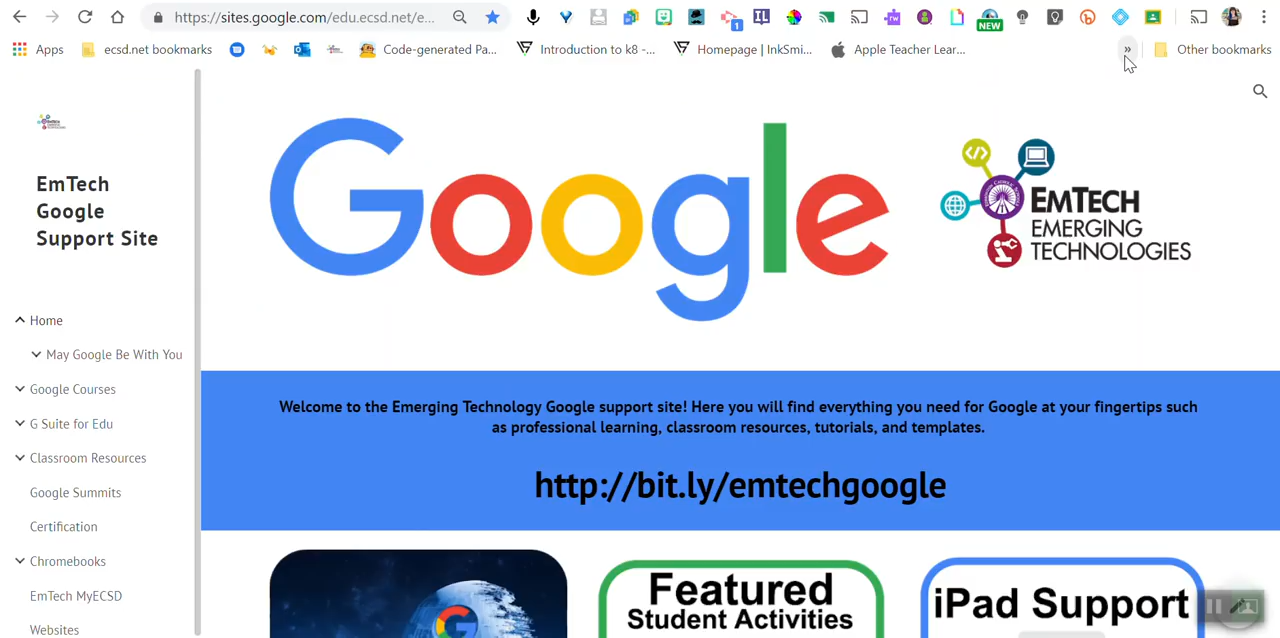 https://sites.google.com/edu.ecsd.net/e...
1
IL
rw
NEW
Apps
ecsd.net bookmarks
Code-generated Pa...
Introduction to k8 -...
Homepage | InkSmi...
Apple Teacher Lear...
»
Other bookmarks
EmTech
Google
Support Site
Home
May Google Be With You
Google Courses
G Suite for Edu
Classroom Resources
Google Summits
Certification
Chromebooks
EmTech MyECSD
Websites
Google
EMTECH
EMERGING
TECHNOLOGIES
Welcome to the Emerging Technology Google support site! Here you will find everything you need for Google at your fingertips such
as professional learning, classroom resources, tutorials, and templates.
http://bit.ly/emtechgoogle
G
Featured
Student Activities
iPad Support